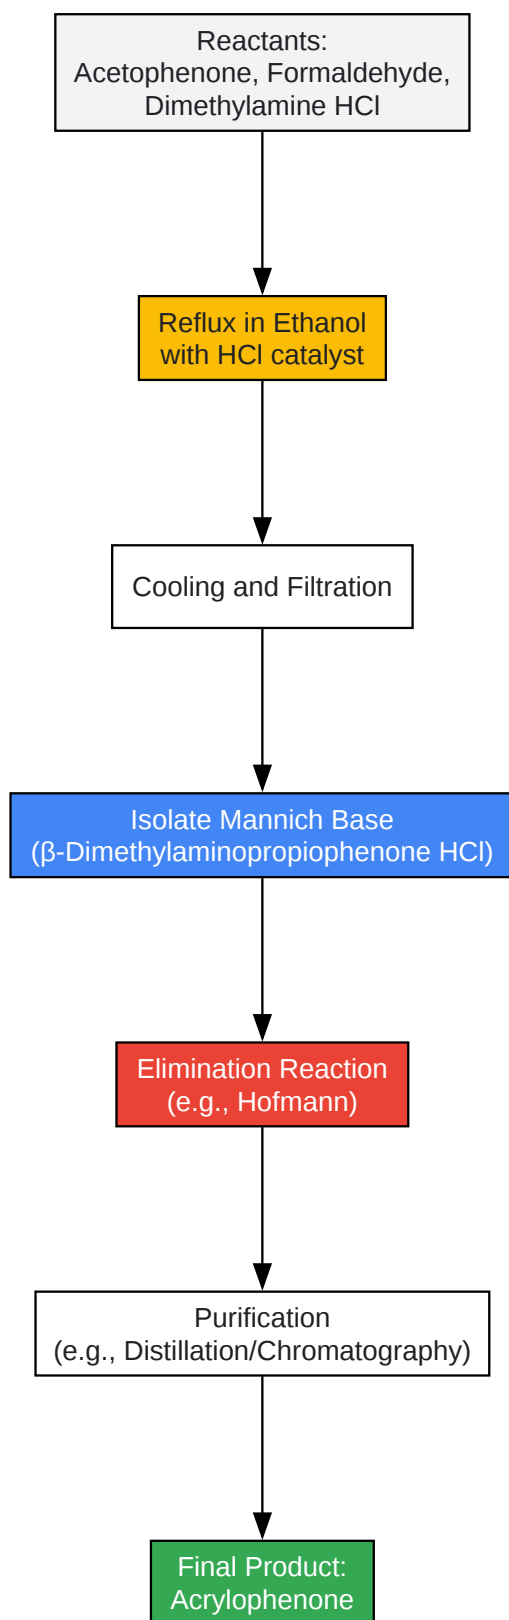 Reactants:
Acetophenone, Formaldehyde,
Dimethylamine HCl
Reflux in Ethanol
with HCl catalyst
Cooling and Filtration
Isolate Mannich Base
(β-Dimethylaminopropiophenone HCl)
Elimination Reaction
(e.g., Hofmann)
Purification
(e.g., Distillation/Chromatography)
Final Product:
Acrylophenone